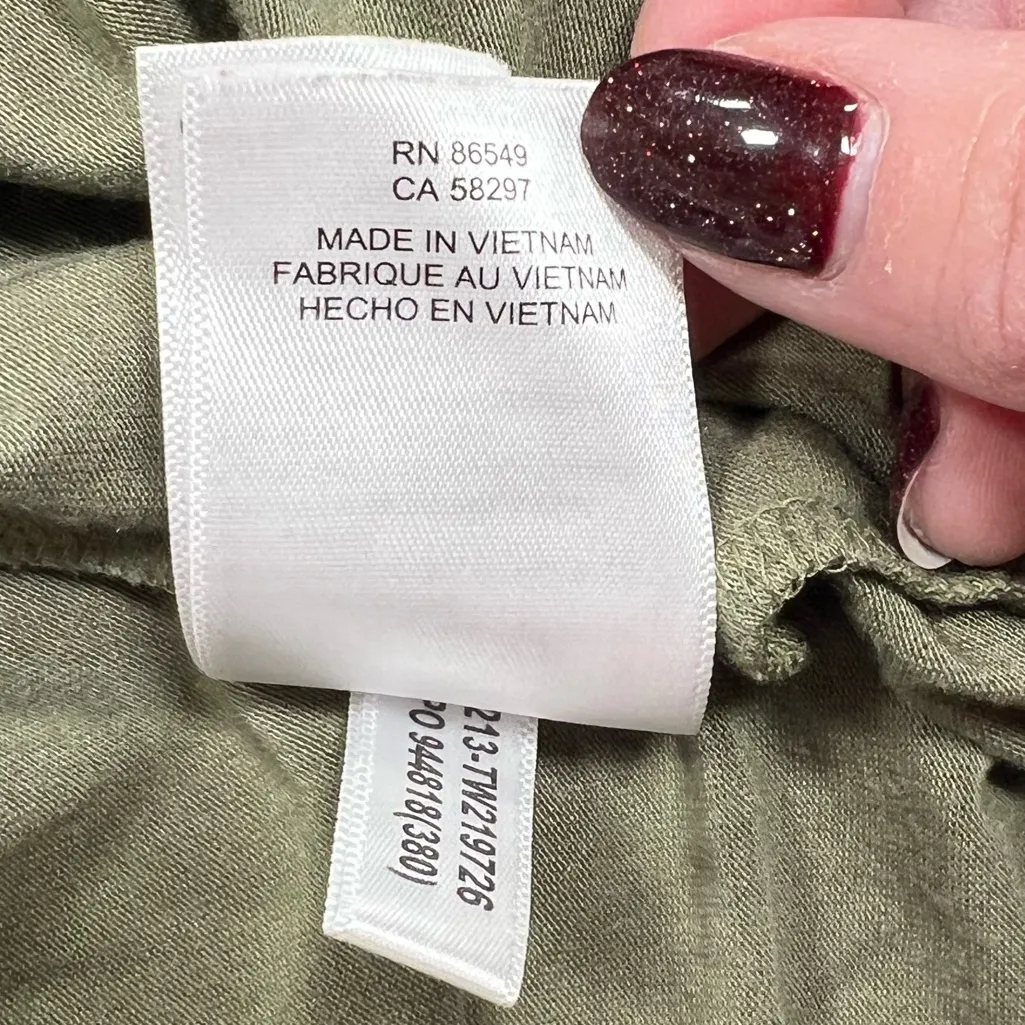 RN 86549
CA 58297
MADE IN VIETNAM
FABRIQUE AU VIETNAM
HECHO EN VIETNAM
213-TW219726
PO 944818(380)